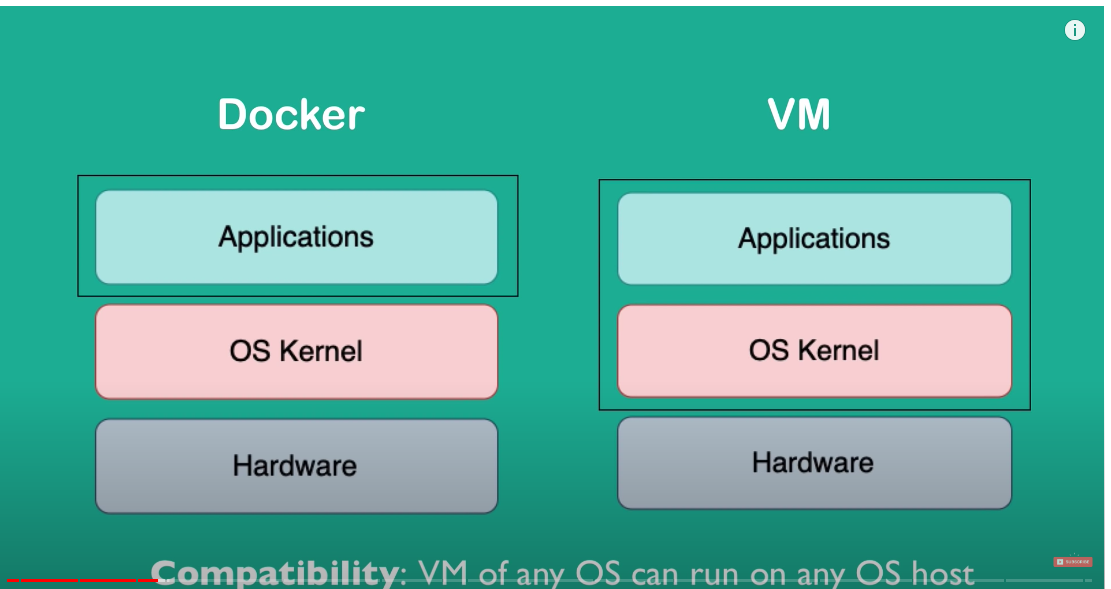 Docker
VM
Applications
Applications
OS Kernel
OS Kernel
Hardware
Hardware
Compatibility: VM of any OS can run on any OS host
SUBSCRIBE